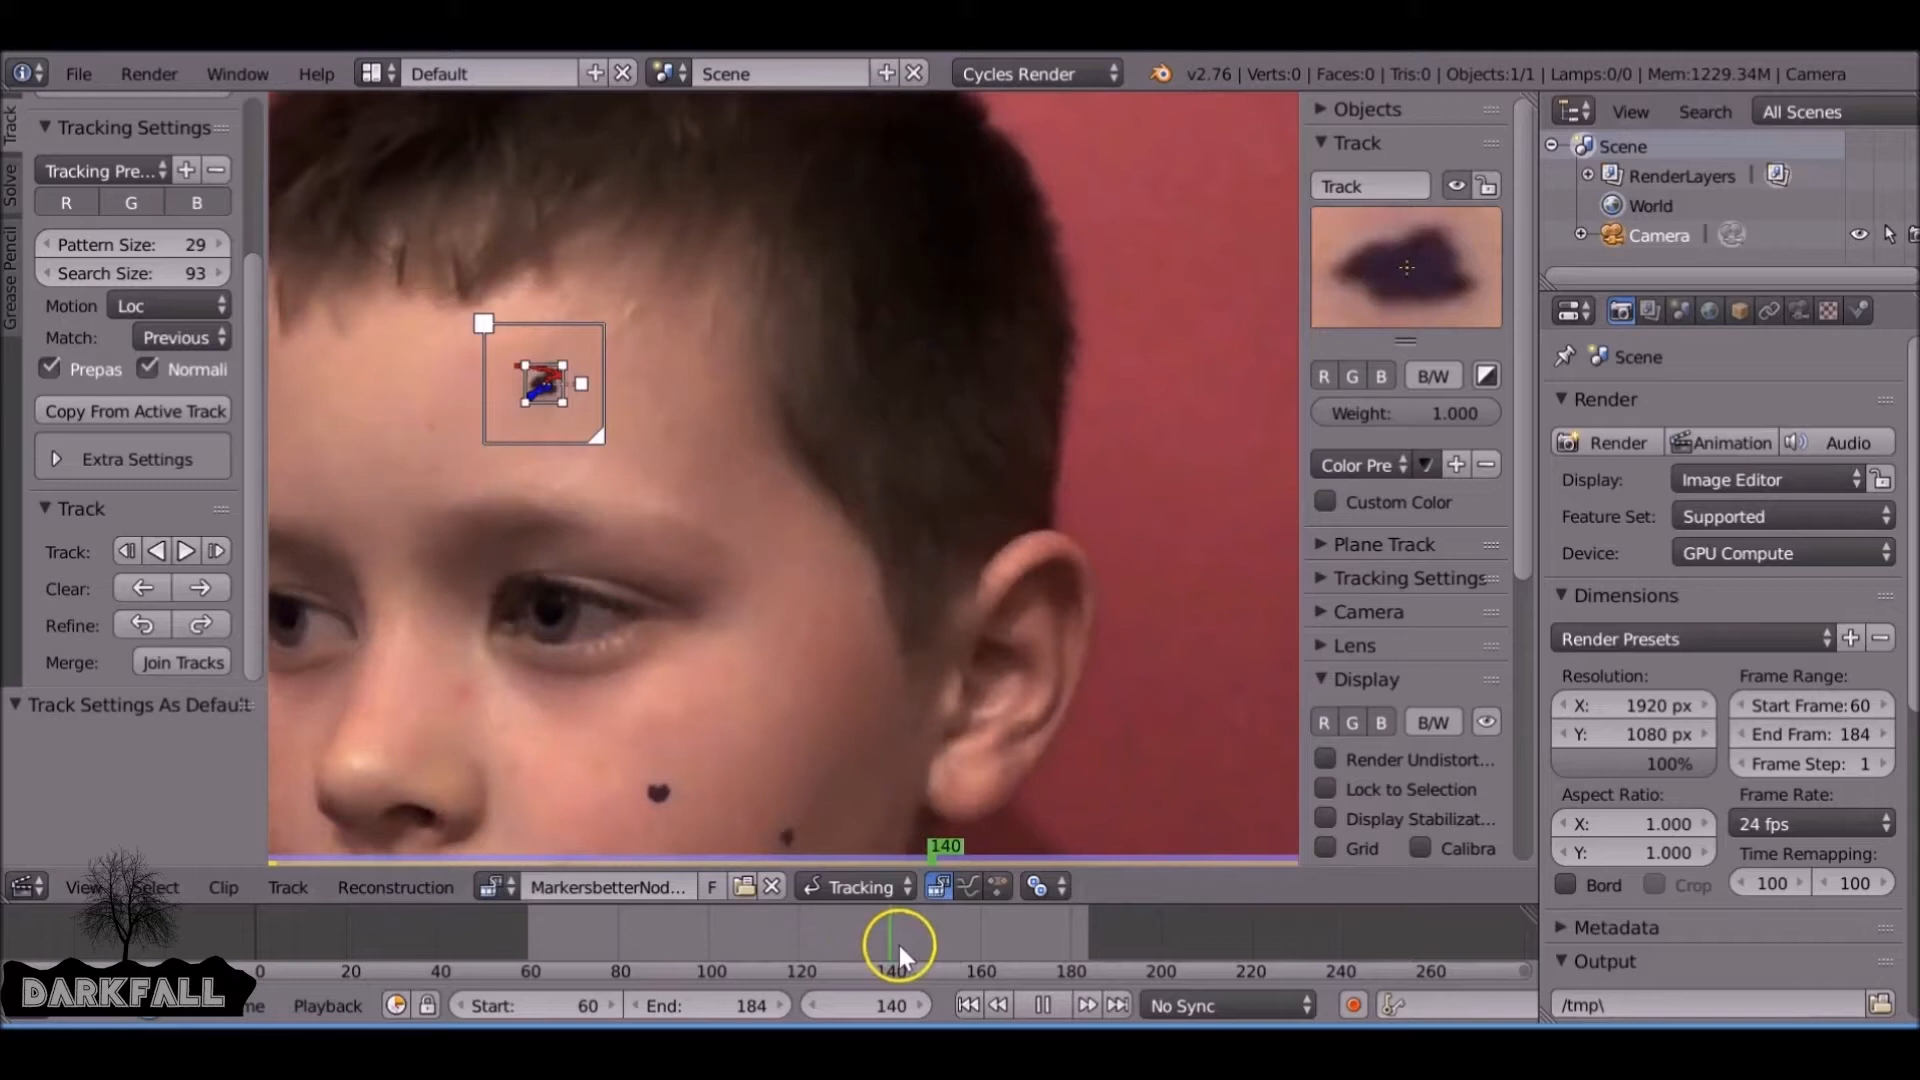 File Render Window Help Default Scene Cycles Render v2.76 | Verts:0 | Faces:0 | Tris:0 | Objects:1/1 | Lamps:0/0 | Mem:1229.34M | Camera
Track
Solve
Grease Pencil
Tracking Settings
Tracking Pre...
R G B
Pattern Size: 29
Search Size: 93
Motion Loc
Match: Previous
Prepas Normali
Copy From Active Track
Extra Settings
Track
Track:
Clear:
Refine:
Merge: Join Tracks
Track Settings As Default
Objects
Track
Track
R G B B/W
Weight: 1.000
Color Pre
Custom Color
Plane Track
Tracking Settings
Camera
Lens
Display
R G B B/W
Render Undistort...
Lock to Selection
Display Stabilizat...
Grid Calibra
View Search All Scenes
Scene
RenderLayers
World
Camera
Scene
Render
Render Animation Audio
Display: Image Editor
Feature Set: Supported
Device: GPU Compute
Dimensions
Render Presets
Resolution: Frame Range:
X: 1920 px Start Frame: 60
Y: 1080 px End Fram: 184
100% Frame Step: 1
Aspect Ratio: Frame Rate:
X: 1.000 24 fps
Y: 1.000 Time Remapping:
Bord Crop 100 100
Metadata
Output
/tmp\
140
View Select Clip Track Reconstruction MarkersbetterNod... F Tracking
0 20 40 60 80 100 120 140 160 180 200 220 240 260
Playback Start: 60 End: 184 140 No Sync
DARKFALL